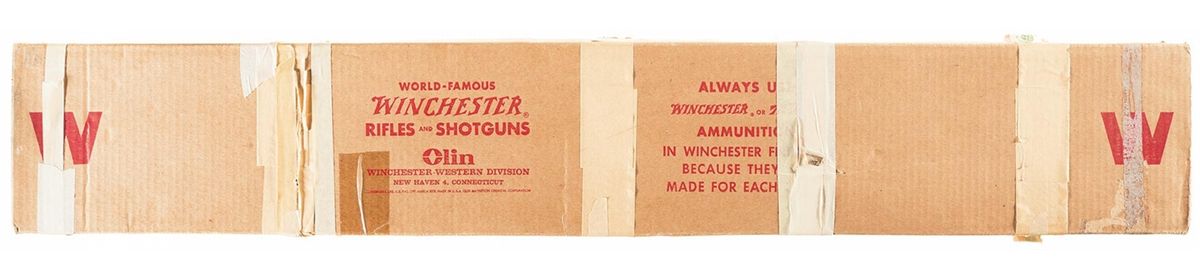 W
WORLD-FAMOUS
WINCHESTER®
RIFLES AND SHOTGUNS
Olin
WINCHESTER-WESTERN DIVISION
NEW HAVEN 4, CONNECTICUT
ALWAYS U
WINCHESTER® OR
AMMUNITIO
IN WINCHESTER F
BECAUSE THEY
MADE FOR EACH
W